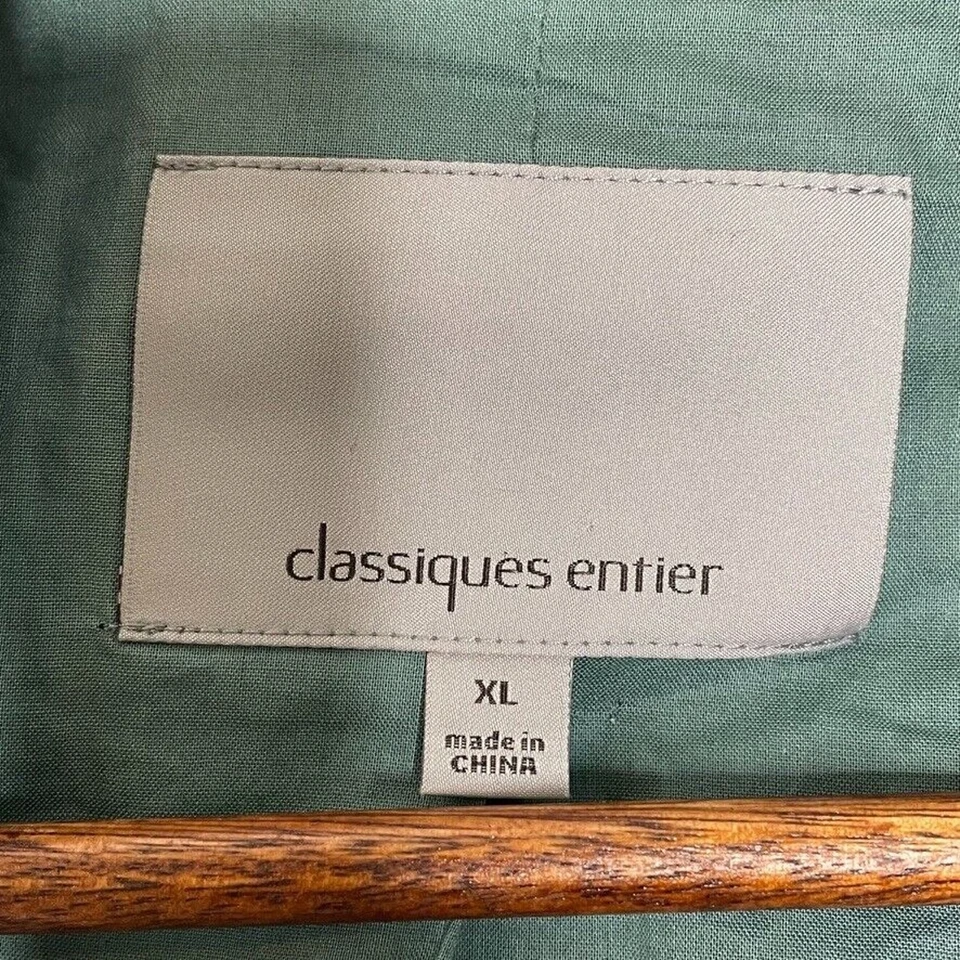 classiques entier
XL
made in
CHINA